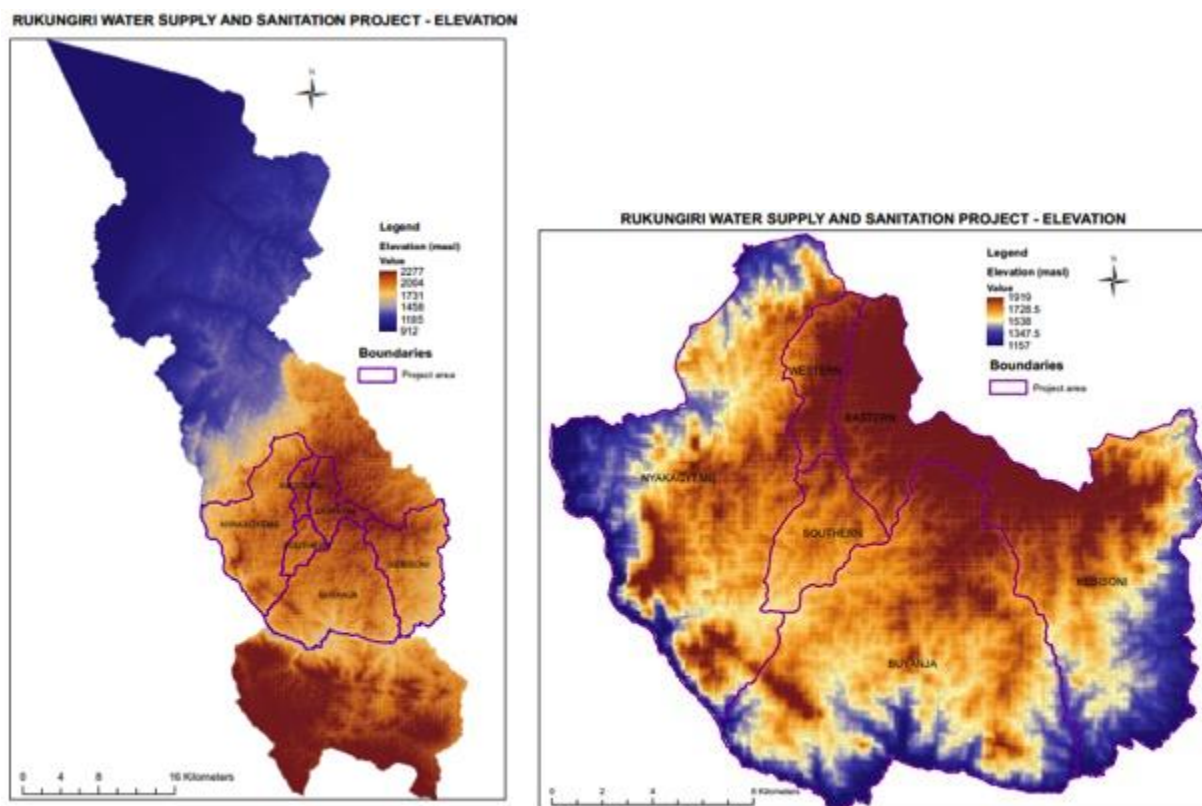 RUKUNGIRI WATER SUPPLY AND SANITATION PROJECT - ELEVATION
N
Legend
Elevation (masl)
Value
2277
2004
1731
1458
1185
912
Boundaries
Project area
BUYANJA
0 4 8 16 Kilometers
RUKUNGIRI WATER SUPPLY AND SANITATION PROJECT - ELEVATION
Legend
Elevation (masl)
Value
1919
1728.5
1538
1347.5
1157
Boundaries
Project area
WESTERN
EASTERN
SOUTHERN
KEBISONI
BUYANJA
0 2 4 8 Kilometers